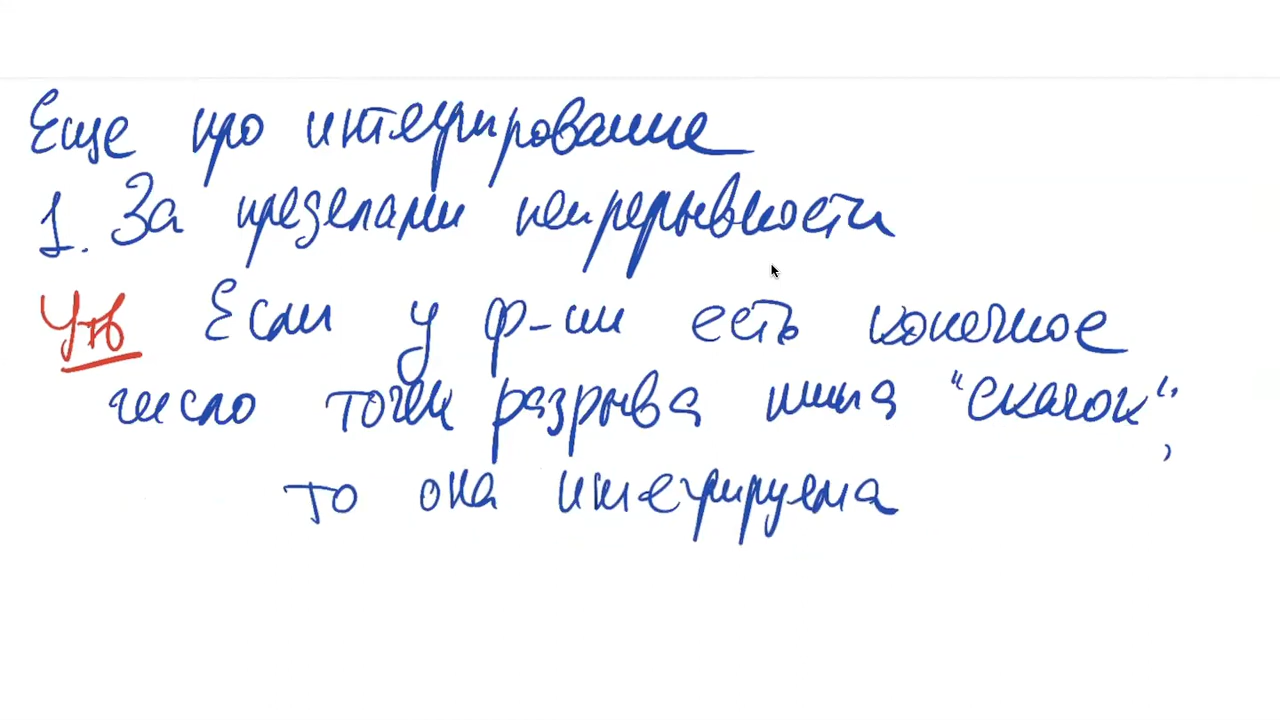 Еще про интегрирование
1. За пределами непрерывности
Утв Если у ф-ии есть конечное
число точек разрыва типа "скачок",
то она интегрируема